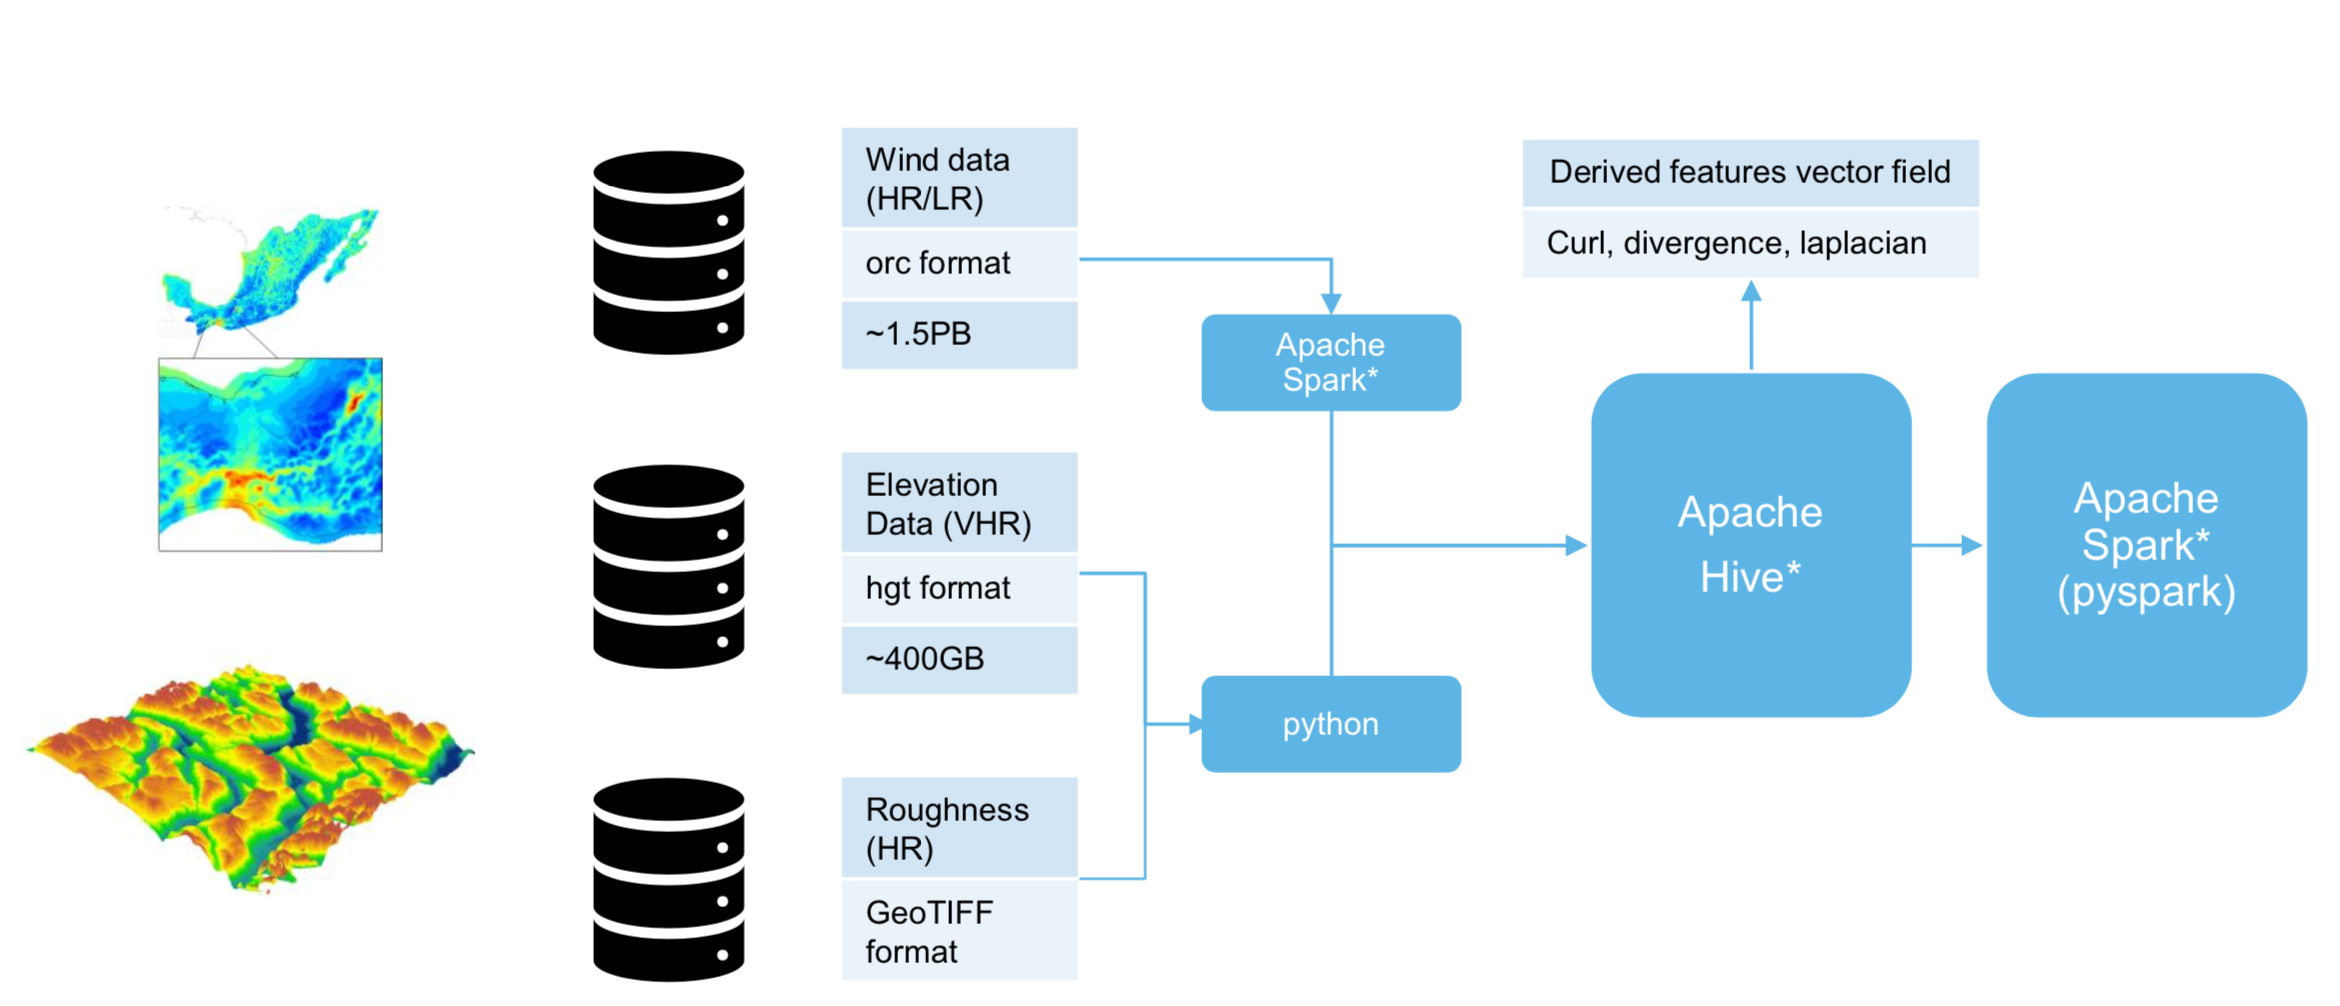 Wind data
(HR/LR)
orc format
~1.5PB
Elevation
Data (VHR)
hgt format
~400GB
Roughness
(HR)
GeoTIFF
format
Apache
Spark*
python
Derived features vector field
Curl, divergence, laplacian
Apache
Hive*
Apache
Spark*
(pyspark)